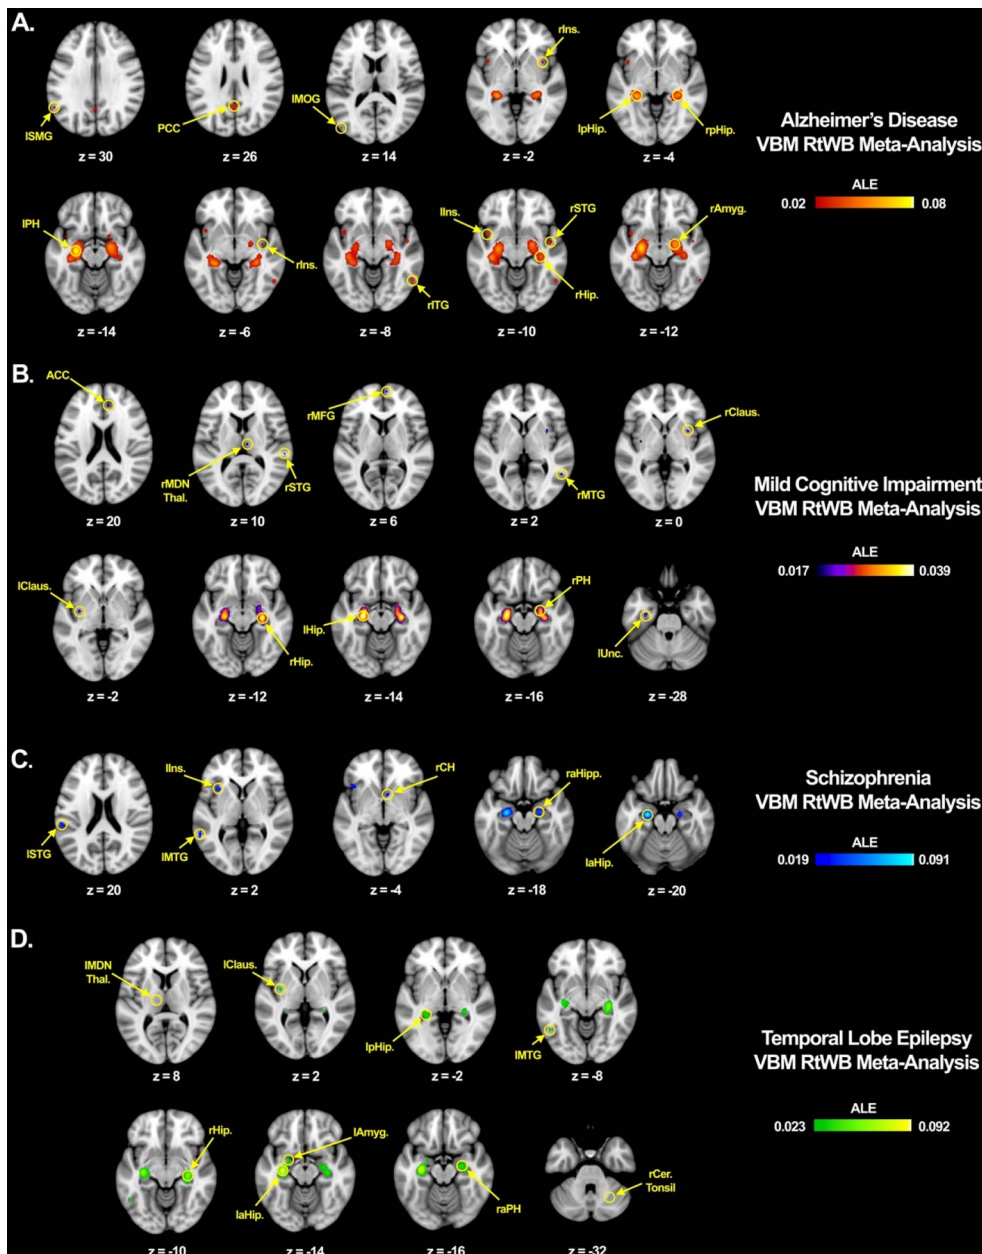 A.
rIns.
lMOG
lSMG
PCC
lpHip.
rpHip.
z = 30
z = 26
z = 14
z = -2
z = -4
Alzheimer's Disease
VBM RtWB Meta-Analysis
ALE
0.02
0.08
lPH
lIns.
rSTG
rAmyg.
rIns.
rITG
rHip.
z = -14
z = -6
z = -8
z = -10
z = -12
B.
ACC
rMFG
rClaus.
rMDN
Thal.
rSTG
rMTG
z = 20
z = 10
z = 6
z = 2
z = 0
Mild Cognitive Impairment
VBM RtWB Meta-Analysis
ALE
0.017
0.039
lClaus.
rPH
lHip.
rHip.
lUnc.
z = -2
z = -12
z = -14
z = -16
z = -28
C.
lIns.
rCH
raHipp.
lSTG
lMTG
laHip.
z = 20
z = 2
z = -4
z = -18
z = -20
Schizophrenia
VBM RtWB Meta-Analysis
ALE
0.019
0.091
D.
lMDN
Thal.
lClaus.
lpHip.
lMTG
z = 8
z = 2
z = -2
z = -8
Temporal Lobe Epilepsy
VBM RtWB Meta-Analysis
ALE
0.023
0.092
rHip.
lAmyg.
laHip.
raPH
rCer.
Tonsil
z = -10
z = -14
z = -16
z = -32